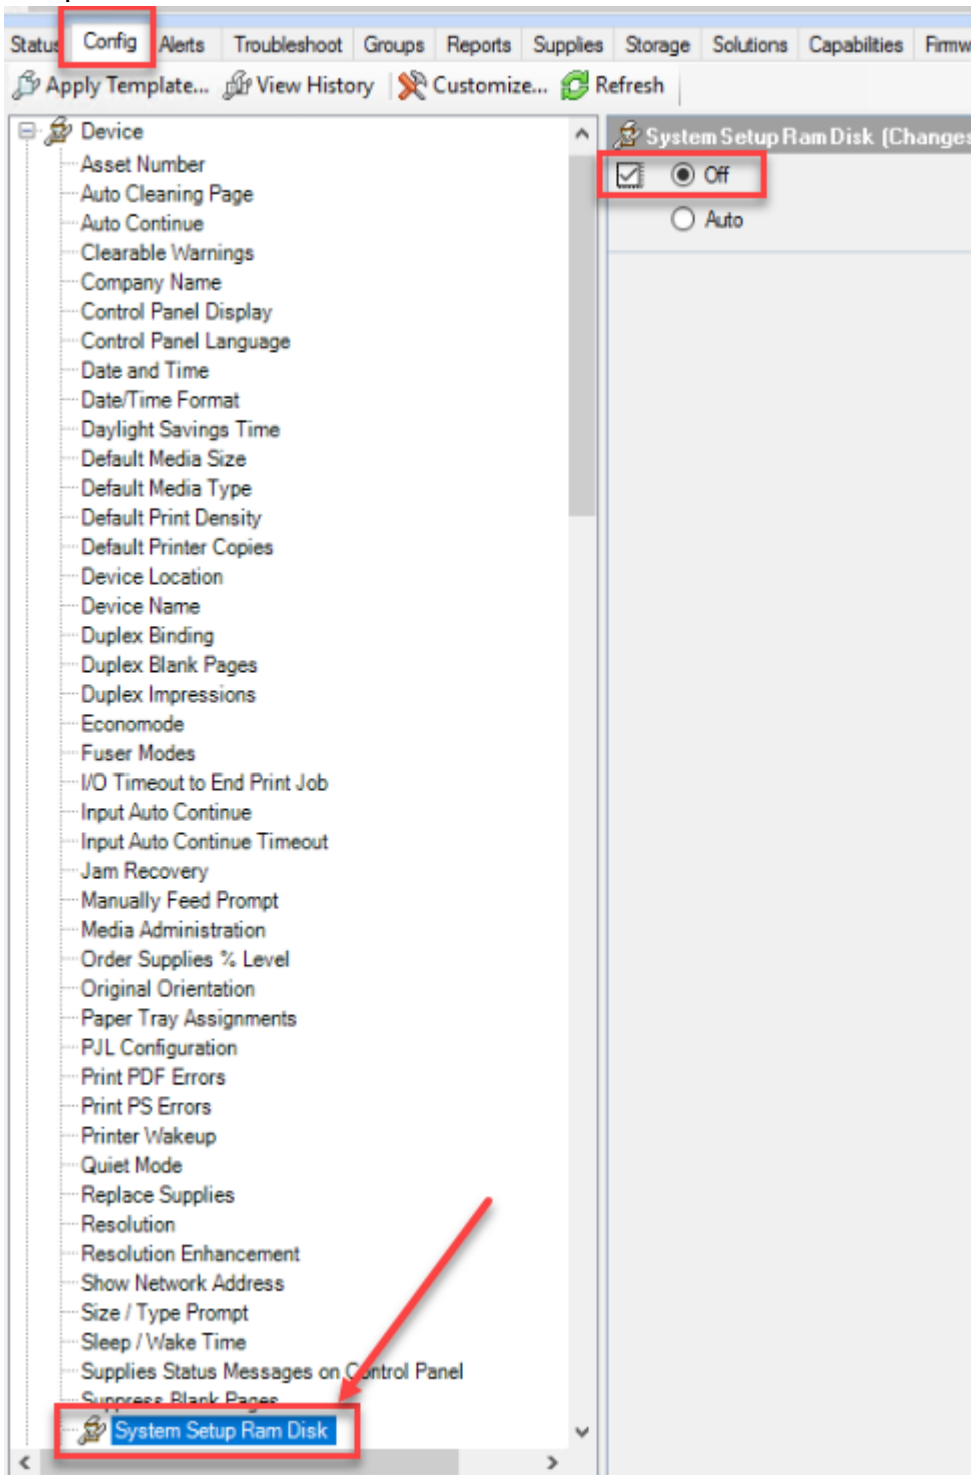 Status Config Alerts Troubleshoot Groups Reports Supplies Storage Solutions Capabilities Firmw
Apply Template... View History Customize... Refresh
Device
Asset Number
Auto Cleaning Page
Auto Continue
Clearable Warnings
Company Name
Control Panel Display
Control Panel Language
Date and Time
Date/Time Format
Daylight Savings Time
Default Media Size
Default Media Type
Default Print Density
Default Printer Copies
Device Location
Device Name
Duplex Binding
Duplex Blank Pages
Duplex Impressions
Economode
Fuser Modes
I/O Timeout to End Print Job
Input Auto Continue
Input Auto Continue Timeout
Jam Recovery
Manually Feed Prompt
Media Administration
Order Supplies % Level
Original Orientation
Paper Tray Assignments
PJL Configuration
Print PDF Errors
Print PS Errors
Printer Wakeup
Quiet Mode
Replace Supplies
Resolution
Resolution Enhancement
Show Network Address
Size / Type Prompt
Sleep / Wake Time
Supplies Status Messages on Control Panel
Suppress Blank Pages
System Setup Ram Disk
System Setup Ram Disk (Changes
Off
Auto